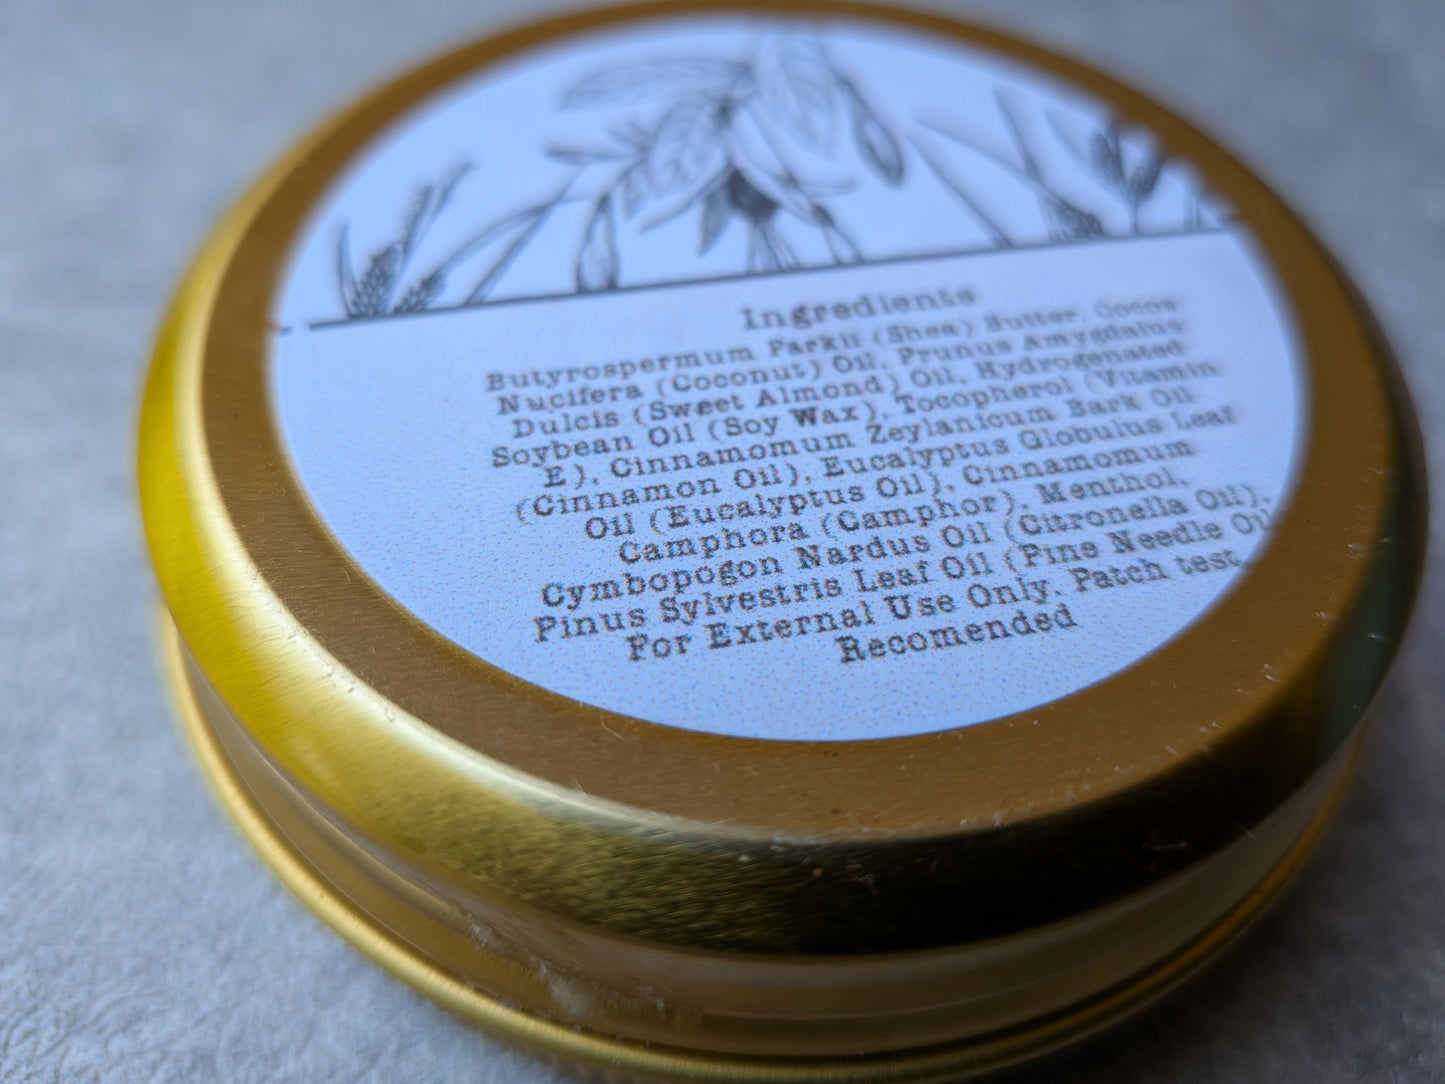 Ingredients
Butyrospermum Parkii (Shea) Butter, Cocos
Nucifera (Coconut) Oil, Prunus Amygdalus
Dulcis (Sweet Almond) Oil, Hydrogenated
Soybean Oil (Soy Wax), Tocopherol (Vitamin
E), Cinnamomum Zeylanicum Bark Oil
(Cinnamon Oil), Eucalyptus Globulus Leaf
Oil (Eucalyptus Oil), Cinnamomum
Camphora (Camphor), Menthol,
Cymbopogon Nardus Oil (Citronella Oil),
Pinus Sylvestris Leaf Oil (Pine Needle Oil
For External Use Only. Patch test
Recomended